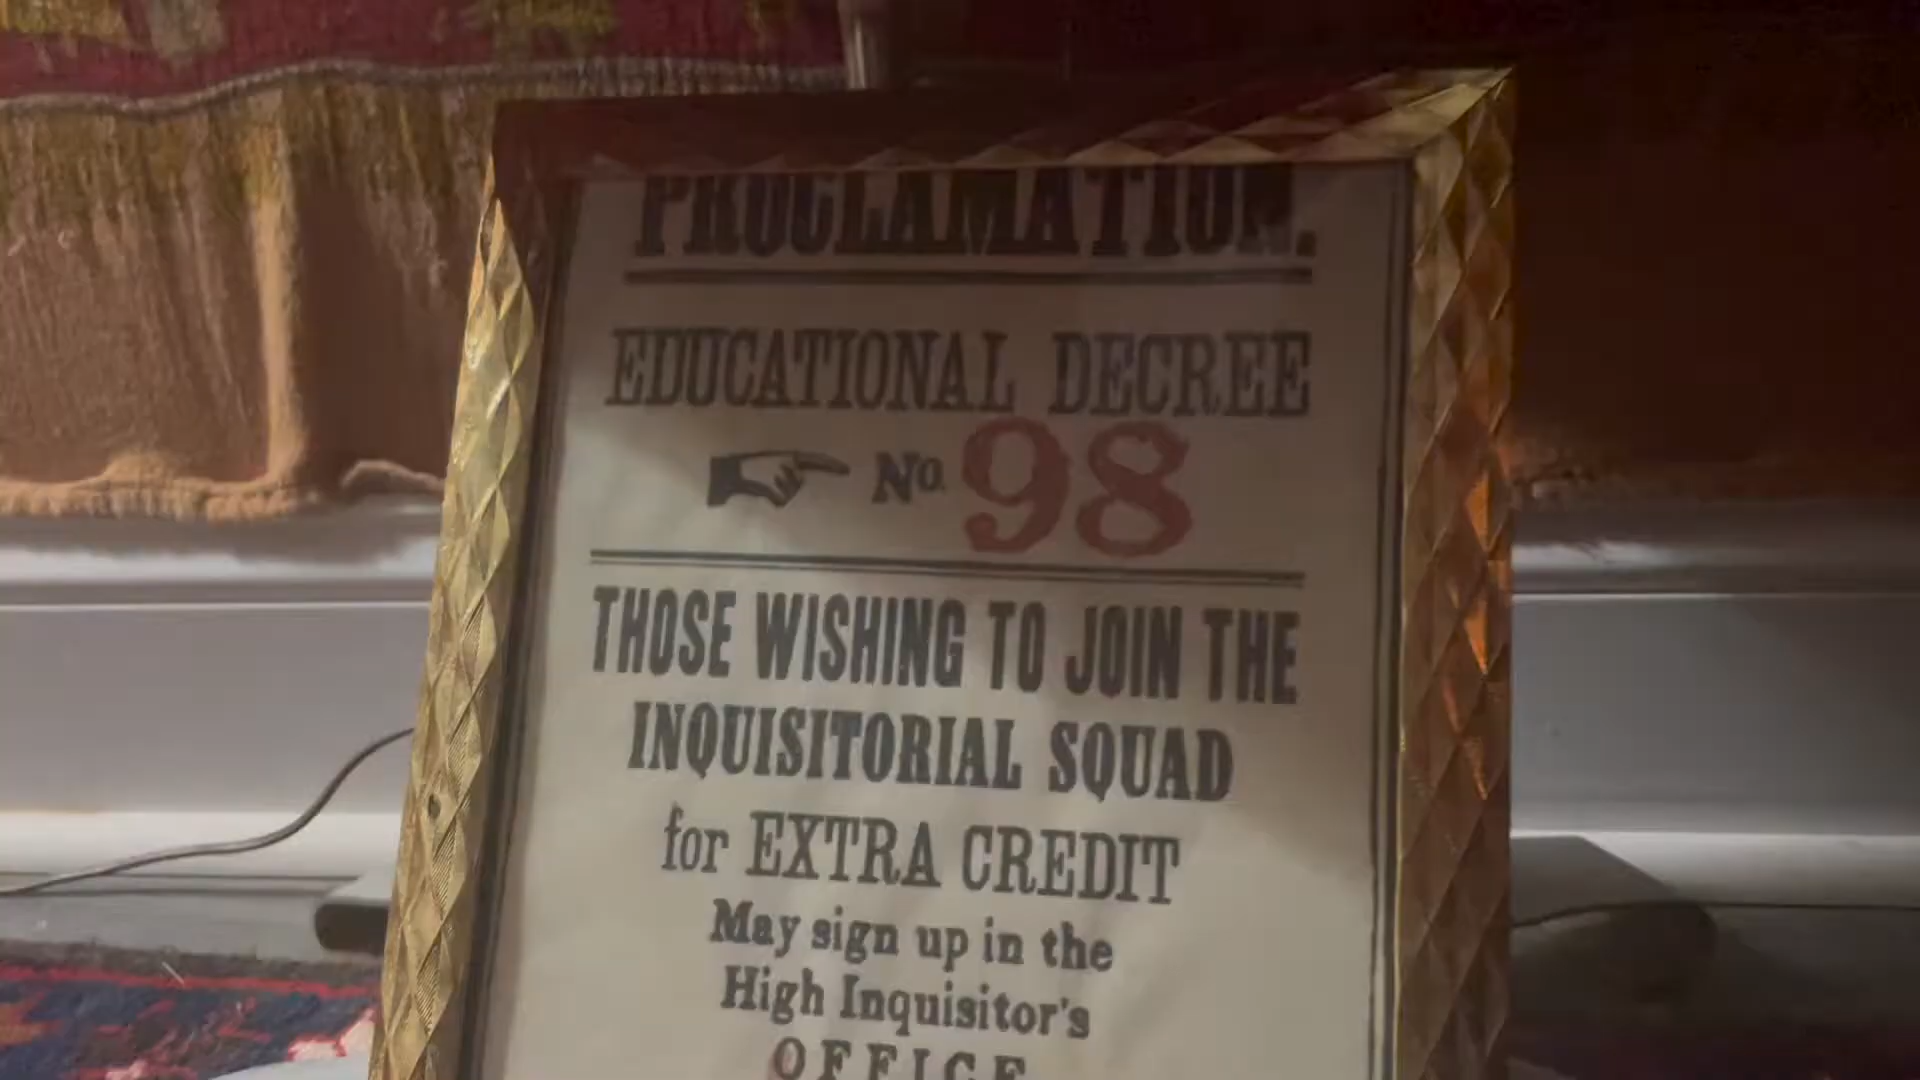 PROCLAMATION.
EDUCATIONAL DECREE
No. 98
THOSE WISHING TO JOIN THE
INQUISITORIAL SQUAD
for EXTRA CREDIT
May sign up in the
High Inquisitor's
OFFICE